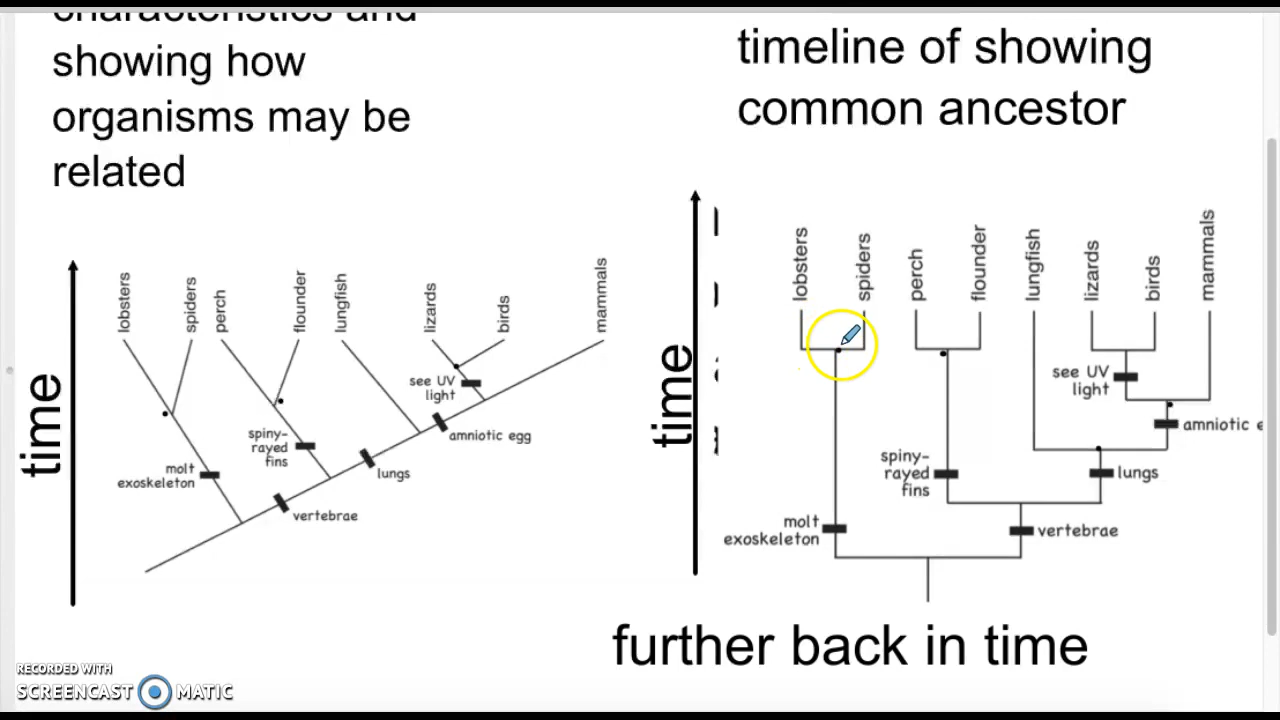 characteristics and
showing how
organisms may be
related
timeline of showing
common ancestor
time
lobsters
spiders
perch
flounder
lungfish
lizards
birds
mammals
see UV
light
amniotic egg
spiny-
rayed
fins
lungs
molt
exoskeleton
vertebrae
time
lobsters
spiders
perch
flounder
lungfish
lizards
birds
mammals
see UV
light
amniotic e
spiny-
rayed
fins
lungs
molt
exoskeleton
vertebrae
further back in time
RECORDED WITH
SCREENCAST MATIC